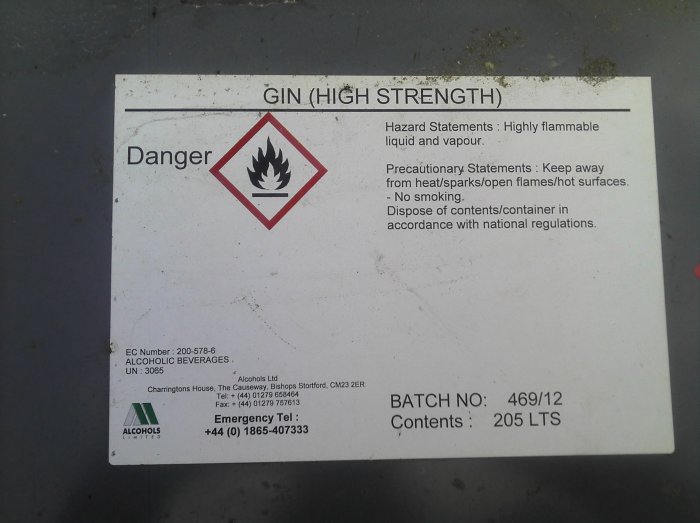 GIN (HIGH STRENGTH)
Danger
Hazard Statements : Highly flammable
liquid and vapour.
Precautionary Statements : Keep away
from heat/sparks/open flames/hot surfaces.
- No smoking.
Dispose of contents/container in
accordance with national regulations.
EC Number : 200-578-6
ALCOHOLIC BEVERAGES
UN : 3065
Alcohols Ltd
Charringtons House, The Causeway, Bishops Stortford, CM23 2ER
Tel: + (44) 01279 658464
Fax: + (44) 01279 757613
Emergency Tel :
+44 (0) 1865-407333
ALCOHOLS
LIMITED
BATCH NO: 469/12
Contents : 205 LTS